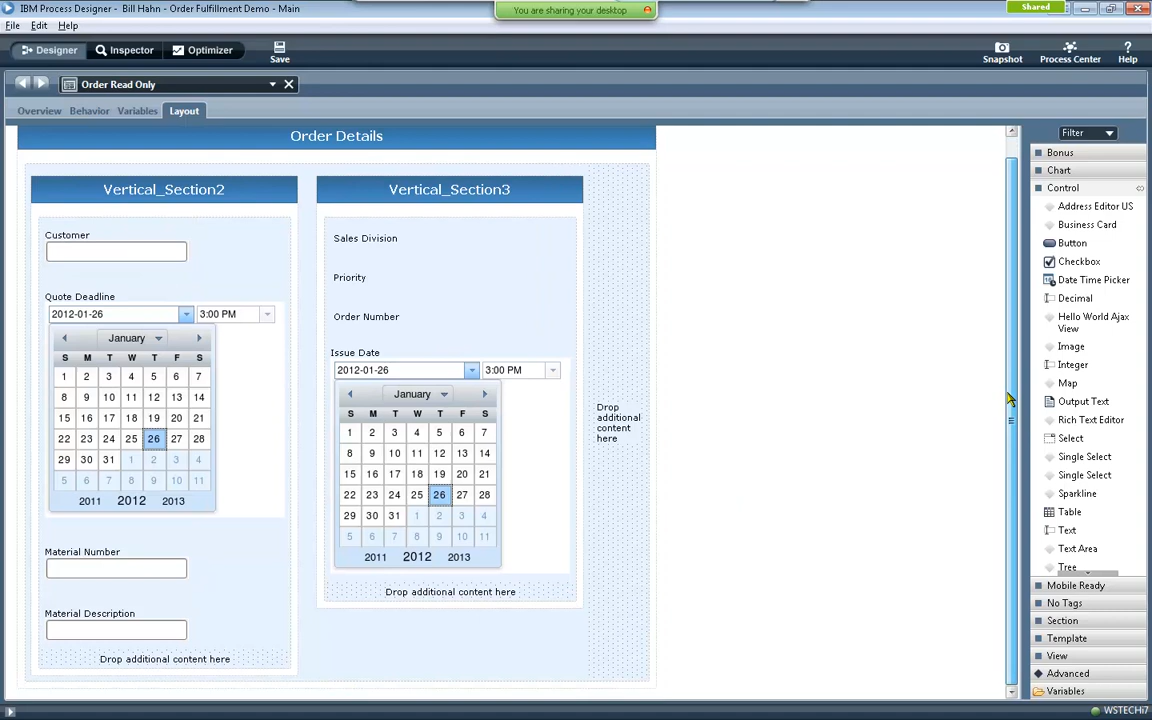 IBM Process Designer - Bill Hahn - Order Fulfillment Demo - Main
You are sharing your desktop
Shared
File Edit Help
Designer Inspector Optimizer Save Snapshot Process Center Help
Order Read Only
Overview Behavior Variables Layout
Order Details
Vertical_Section2
Customer
Quote Deadline
2012-01-26 3:00 PM
January
S M T W T F S
1 2 3 4 5 6 7
8 9 10 11 12 13 14
15 16 17 18 19 20 21
22 23 24 25 26 27 28
29 30 31 1 2 3 4
5 6 7 8 9 10 11
2011 2012 2013
Material Number
Material Description
Drop additional content here
Vertical_Section3
Sales Division
Priority
Order Number
Issue Date
2012-01-26 3:00 PM
January
S M T W T F S
1 2 3 4 5 6 7
8 9 10 11 12 13 14
15 16 17 18 19 20 21
22 23 24 25 26 27 28
29 30 31 1 2 3 4
5 6 7 8 9 10 11
2011 2012 2013
Drop additional content here
Drop
additional
content
here
Filter
Bonus
Chart
Control
Address Editor US
Business Card
Button
Checkbox
Date Time Picker
Decimal
Hello World Ajax
View
Image
Integer
Map
Output Text
Rich Text Editor
Select
Single Select
Single Select
Sparkline
Table
Text
Text Area
Tree
Mobile Ready
No Tags
Section
Template
View
Advanced
Variables
WSTECHi7